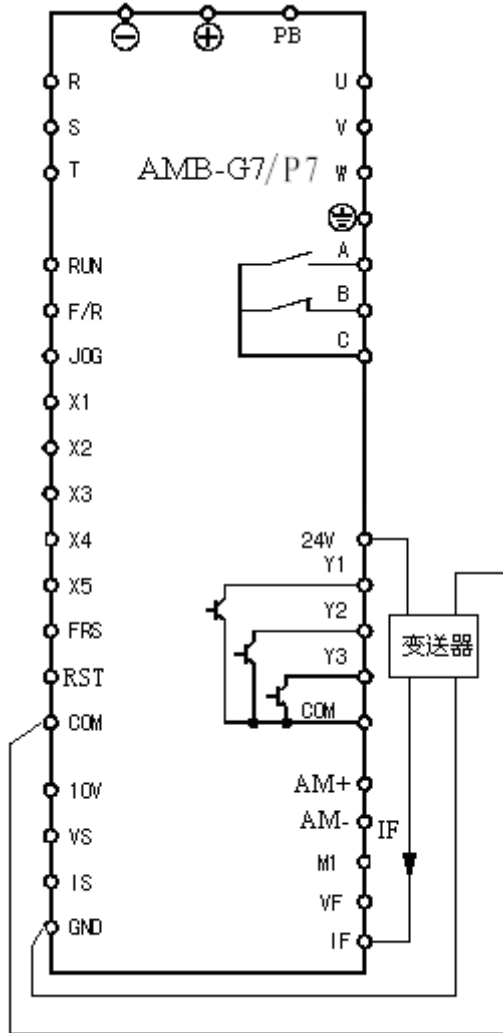 ⊖ ⊕ PB
R U
S V
T AMB-G7/P7 W
RUN A
F/R B
JOG C
X1
X2
X3
X4 24V
Y1
X5
FRS Y2
RST Y3
COM COM
变送器
10V AM+
VS AM- IF
IS M1
VF
GND IF